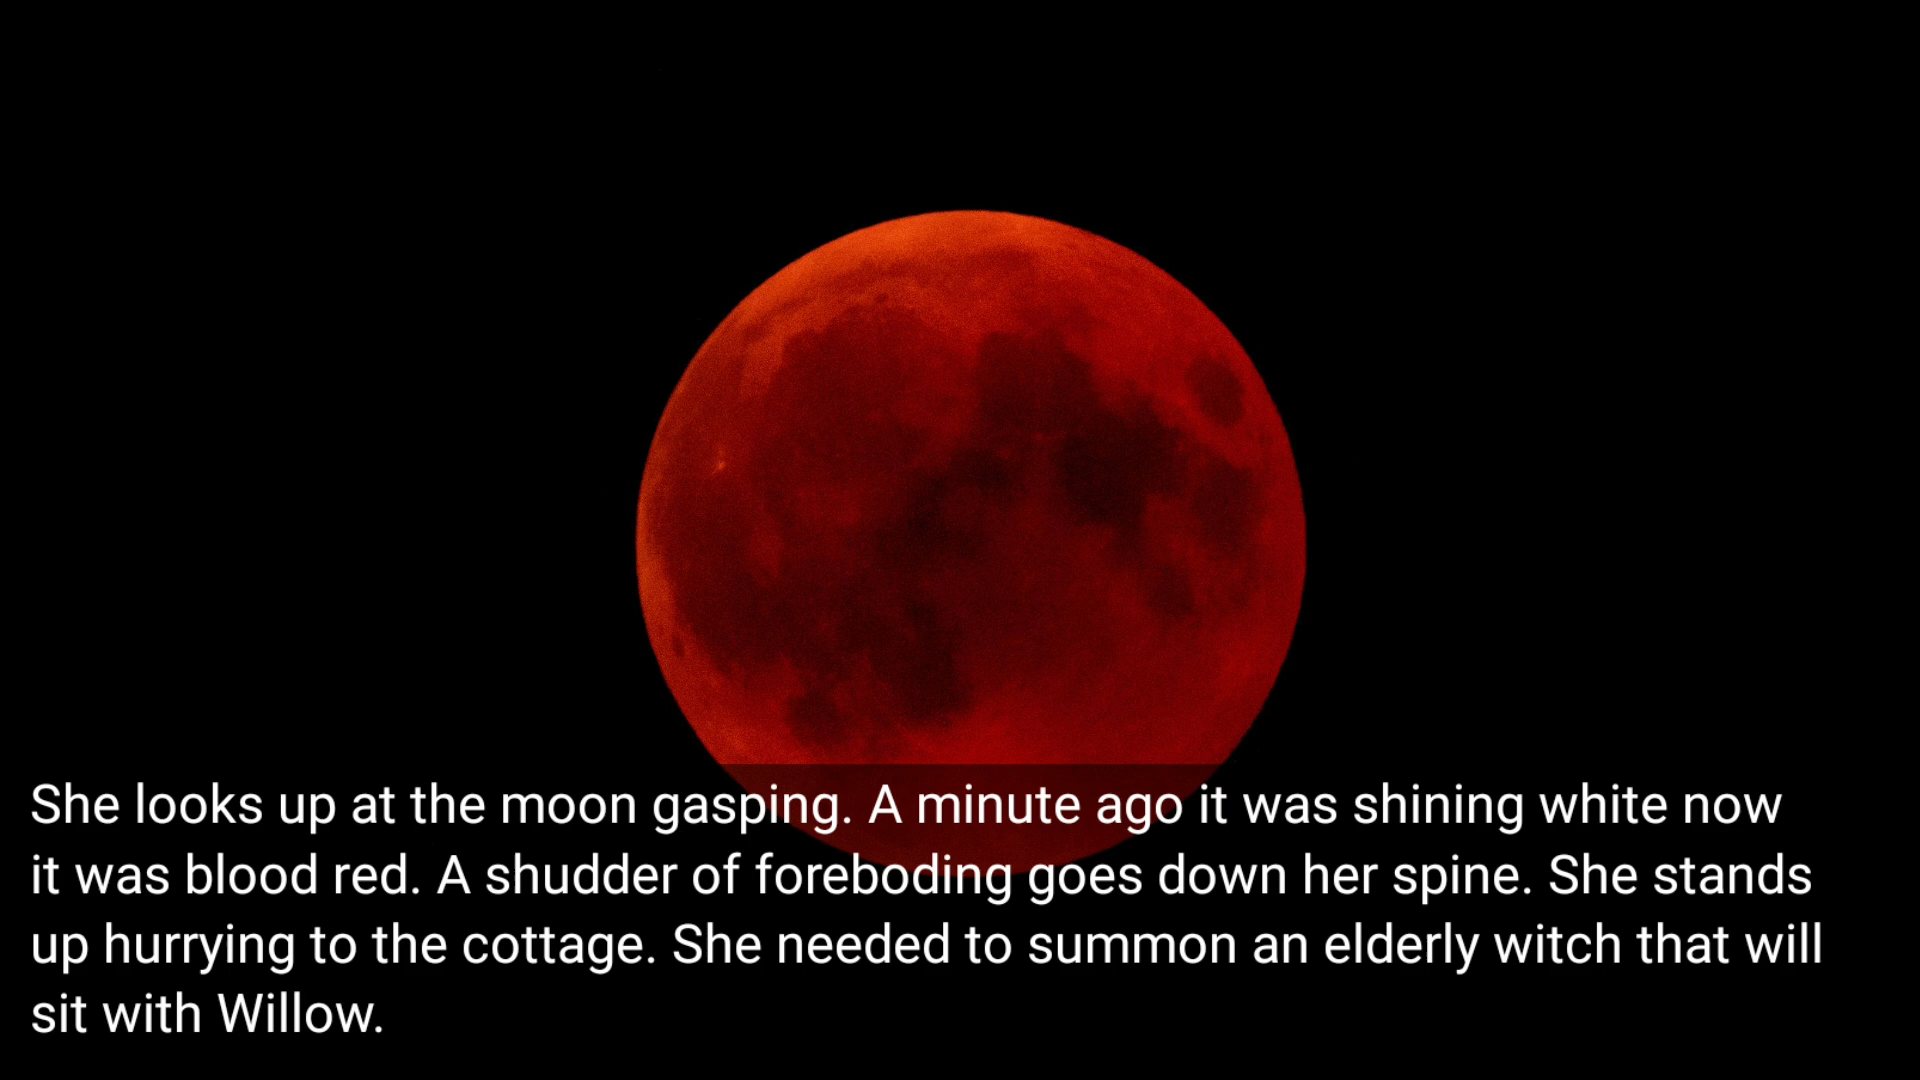 She looks up at the moon gasping. A minute ago it was shining white now
it was blood red. A shudder of foreboding goes down her spine. She stands
up hurrying to the cottage. She needed to summon an elderly witch that will
sit with Willow.